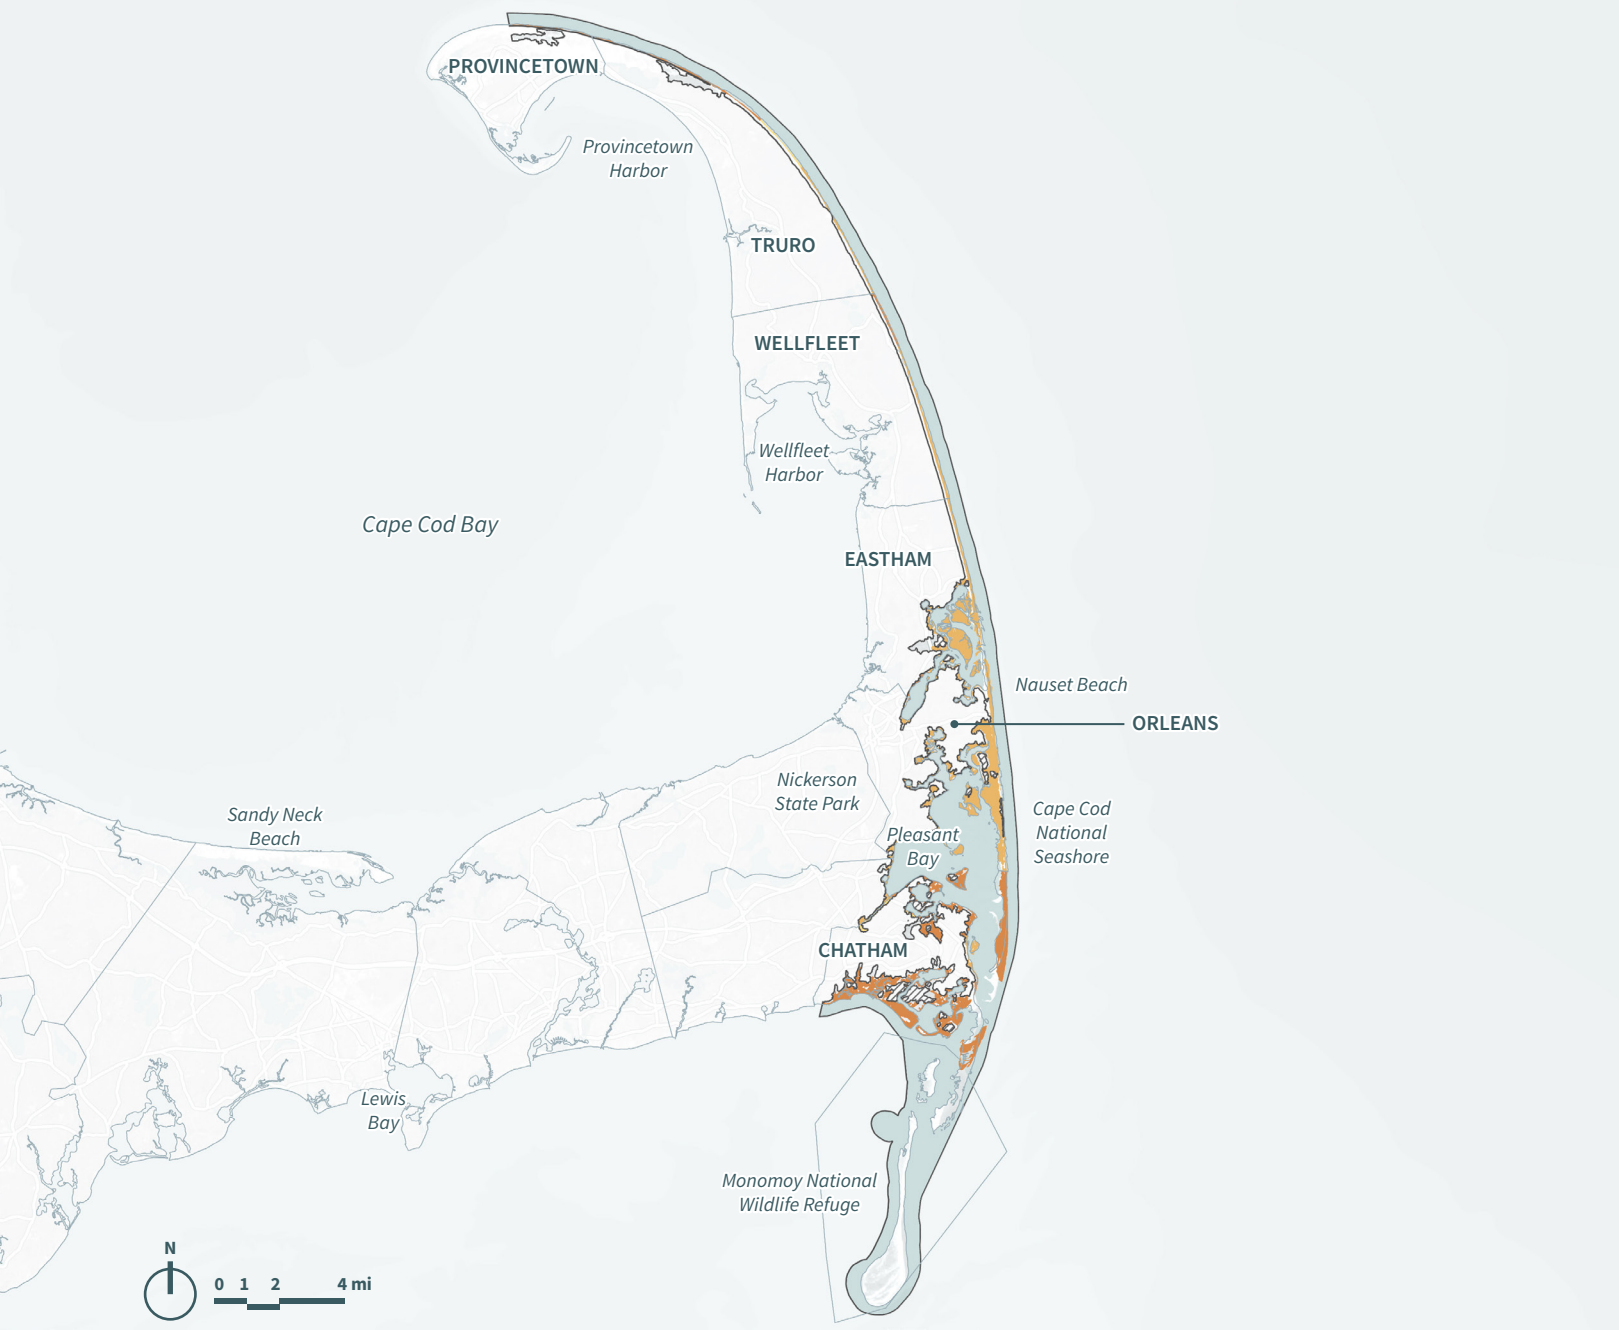 PROVINCETOWN
Provincetown
Harbor
TRURO
WELLFLEET
Wellfleet
Harbor
Cape Cod Bay
EASTHAM
Nauset Beach
ORLEANS
Nickerson
State Park
Sandy Neck
Beach
Cape Cod
National
Seashore
Pleasant
Bay
CHATHAM
Lewis
Bay
Monomoy National
Wildlife Refuge
N
0 1 2 4 mi